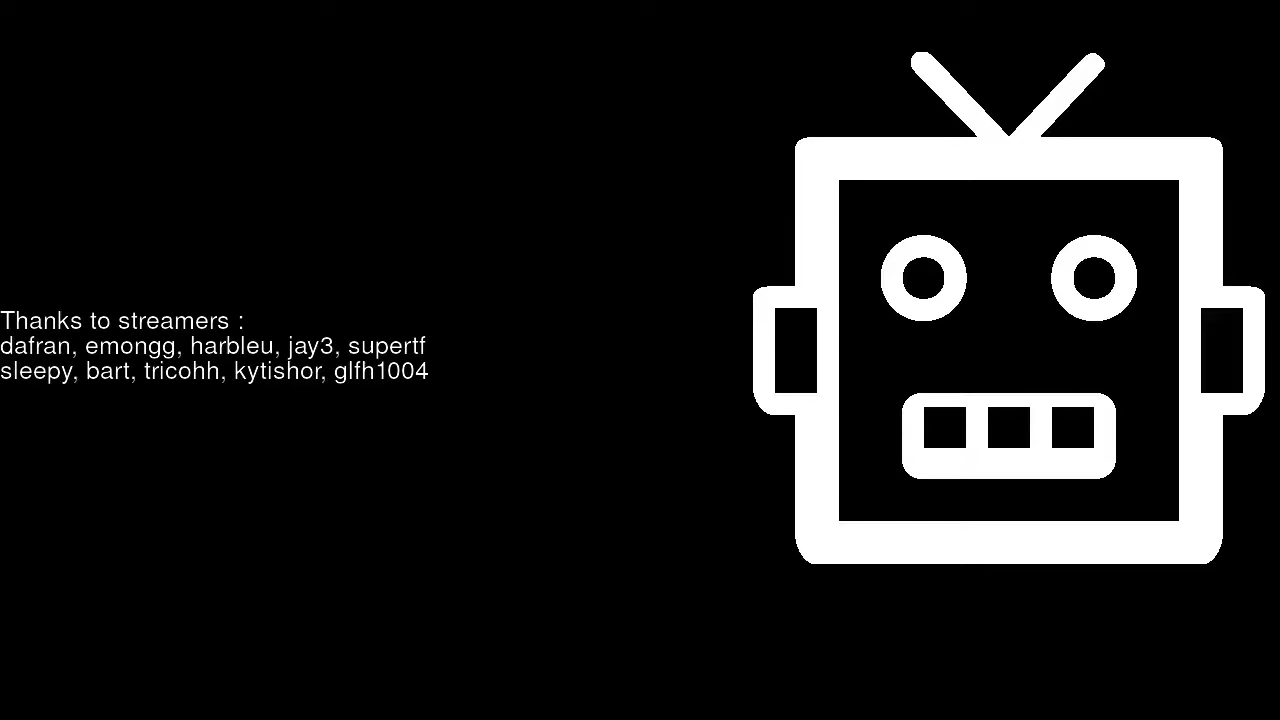 Thanks to streamers :
dafran, emongg, harbleu, jay3, supertf
sleepy, bart, tricohh, kytishor, glfh1004